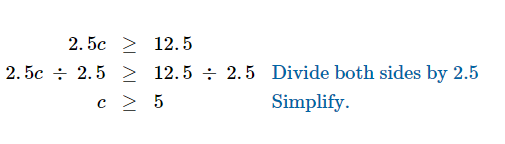 2.5c ≥ 12.5
2.5c ÷ 2.5 ≥ 12.5 ÷ 2.5 Divide both sides by 2.5
c ≥ 5 Simplify.